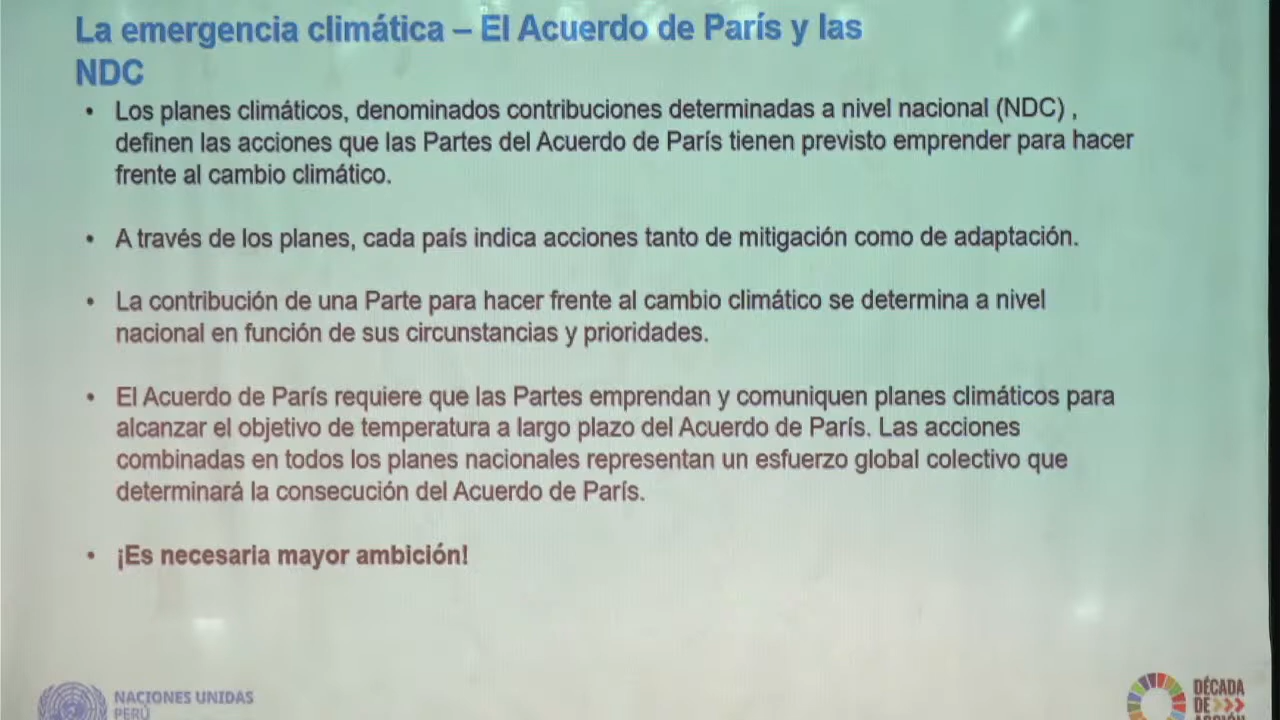 La emergencia climática – El Acuerdo de París y las
NDC
• Los planes climáticos, denominados contribuciones determinadas a nivel nacional (NDC) ,
definen las acciones que las Partes del Acuerdo de París tienen previsto emprender para hacer
frente al cambio climático.
• A través de los planes, cada país indica acciones tanto de mitigación como de adaptación.
• La contribución de una Parte para hacer frente al cambio climático se determina a nivel
nacional en función de sus circunstancias y prioridades.
• El Acuerdo de París requiere que las Partes emprendan y comuniquen planes climáticos para
alcanzar el objetivo de temperatura a largo plazo del Acuerdo de París. Las acciones
combinadas en todos los planes nacionales representan un esfuerzo global colectivo que
determinará la consecución del Acuerdo de París.
• ¡Es necesaria mayor ambición!
NACIONES UNIDAS
PERÚ
DÉCADA
DE >>>
ACCIÓN